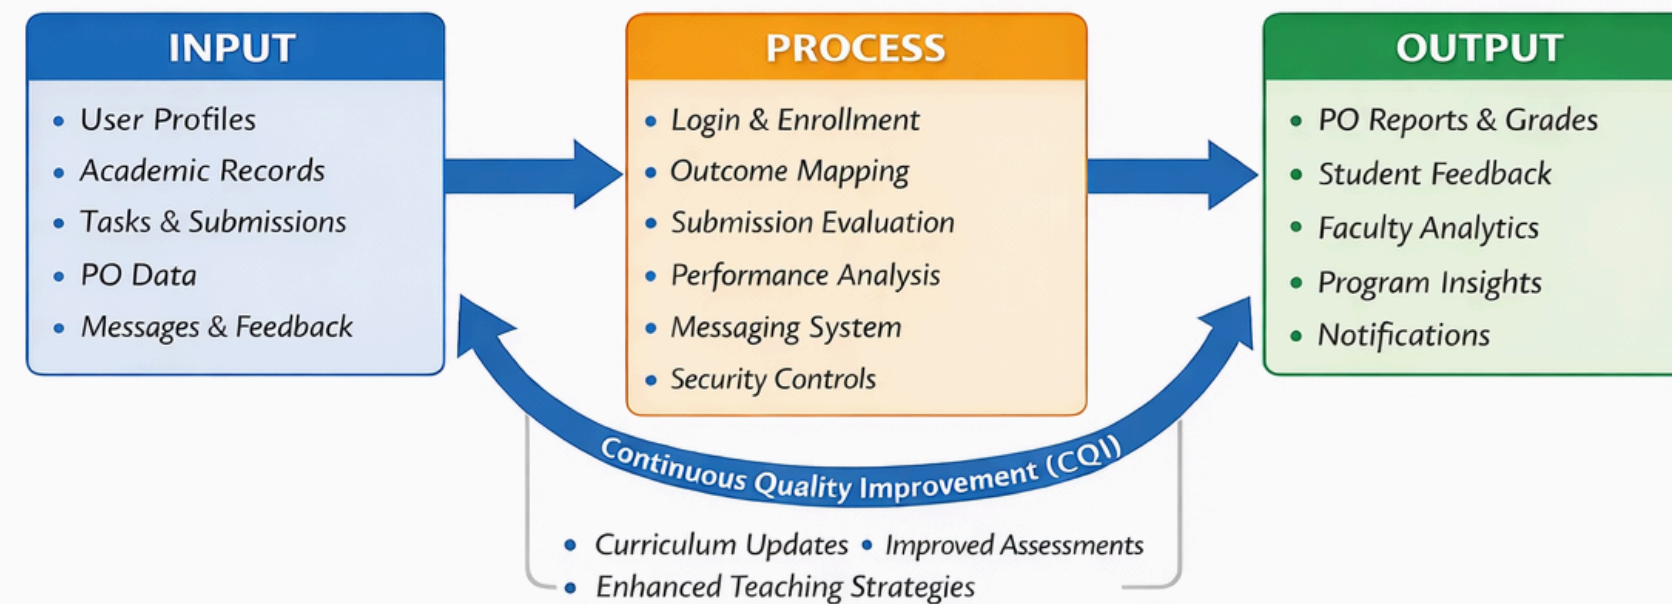 INPUT
User Profiles
Academic Records
Tasks & Submissions
PO Data
Messages & Feedback
PROCESS
Login & Enrollment
Outcome Mapping
Submission Evaluation
Performance Analysis
Messaging System
Security Controls
OUTPUT
PO Reports & Grades
Student Feedback
Faculty Analytics
Program Insights
Notifications
Continuous Quality Improvement (CQI)
Curriculum Updates • Improved Assessments
Enhanced Teaching Strategies